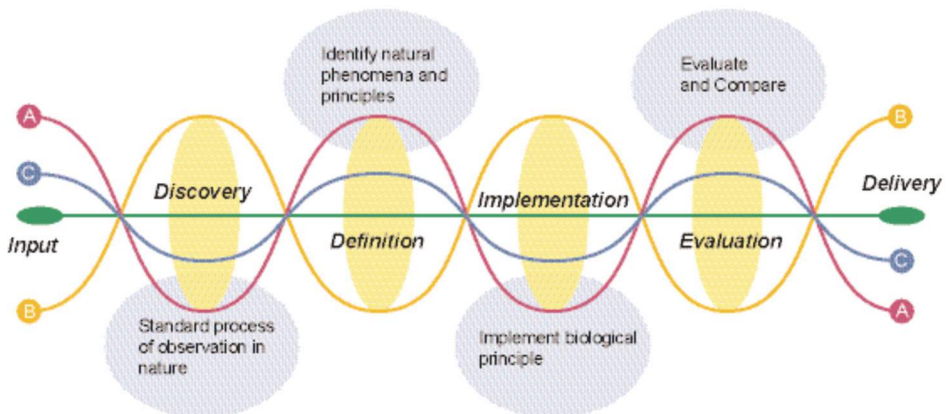 Identify natural
phenomena and
principles
Evaluate
and Compare
A
B
C
Discovery
Implementation
Delivery
Input
Definition
Evaluation
C
B
A
Standard process
of observation in
nature
Implement biological
principle